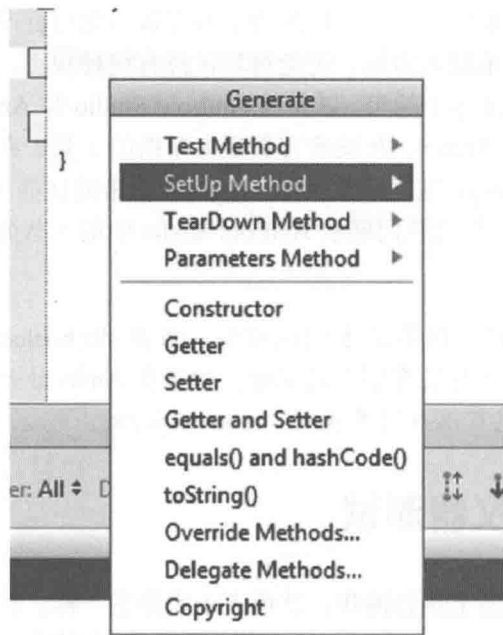 }
Generate
Test Method
SetUp Method
TearDown Method
Parameters Method
Constructor
Getter
Setter
Getter and Setter
equals() and hashCode()
toString()
Override Methods...
Delegate Methods...
Copyright
er: All D